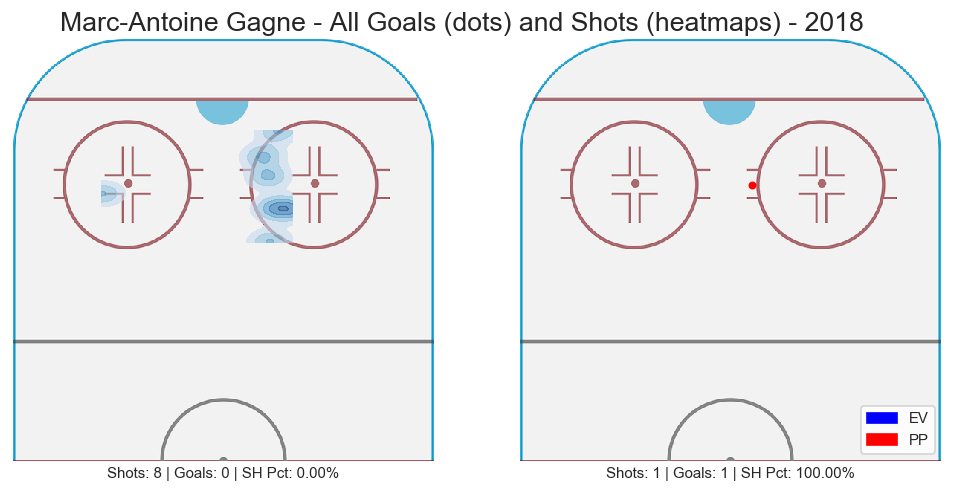 Marc-Antoine Gagne - All Goals (dots) and Shots (heatmaps) - 2018
EV
PP
Shots: 8 | Goals: 0 | SH Pct: 0.00%
Shots: 1 | Goals: 1 | SH Pct: 100.00%